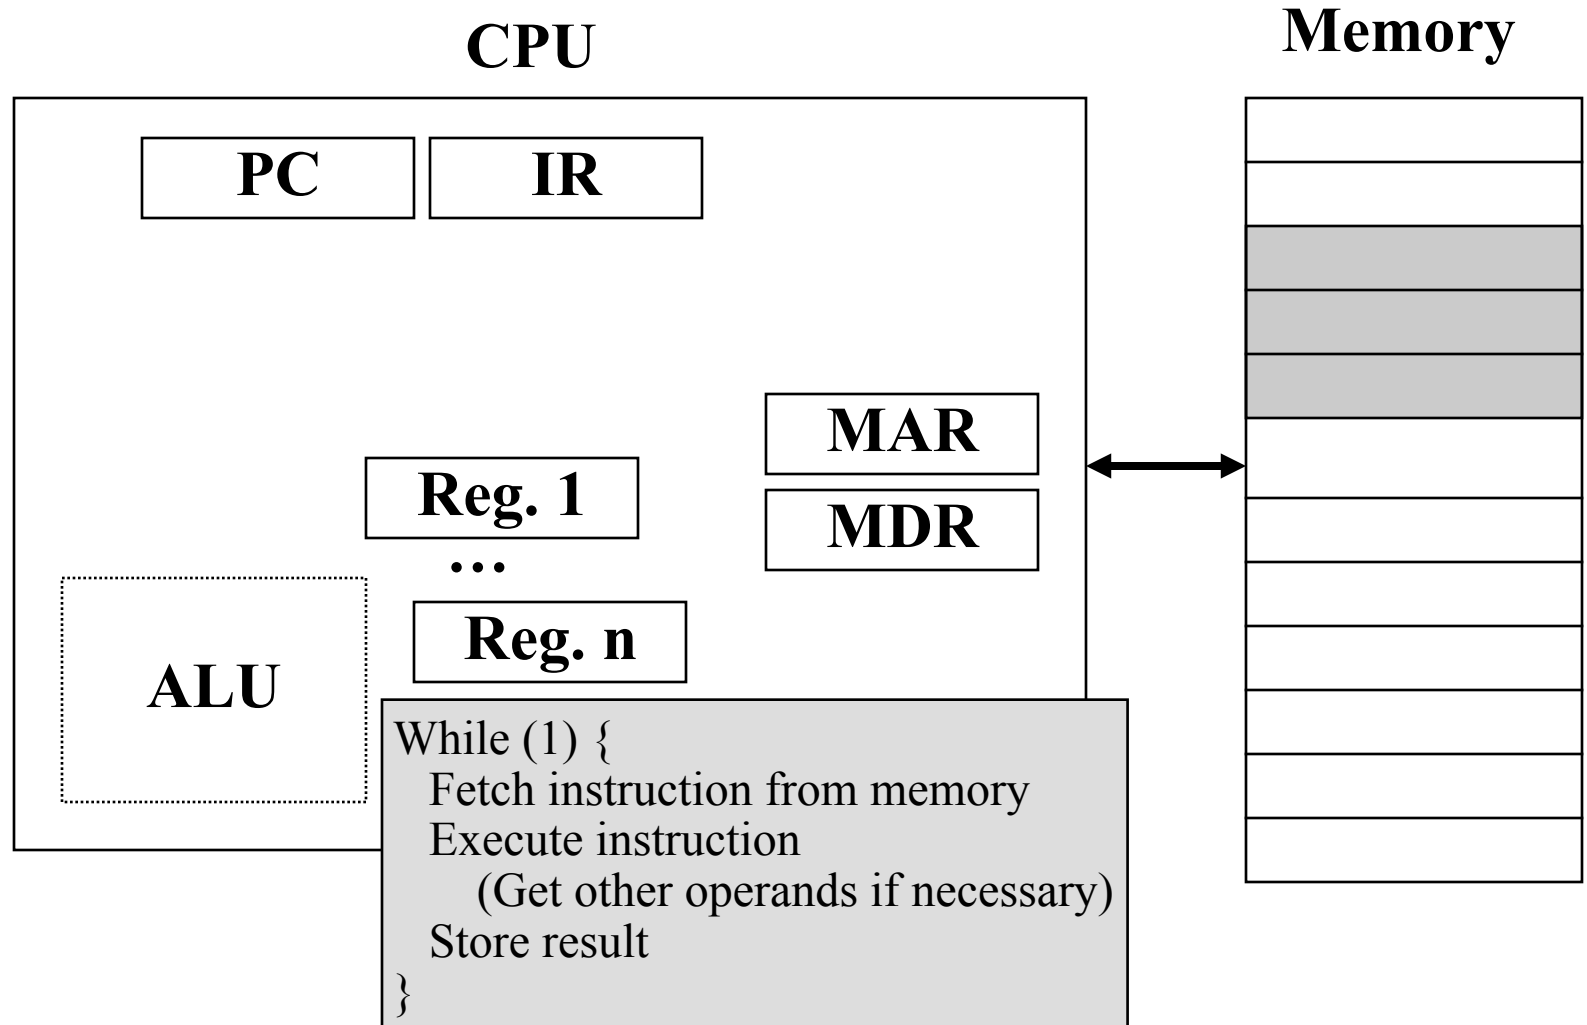 CPU
Memory
PC
IR
MAR
Reg. 1
MDR
...
Reg. n
ALU
While (1) {
Fetch instruction from memory
Execute instruction
(Get other operands if necessary)
Store result
}